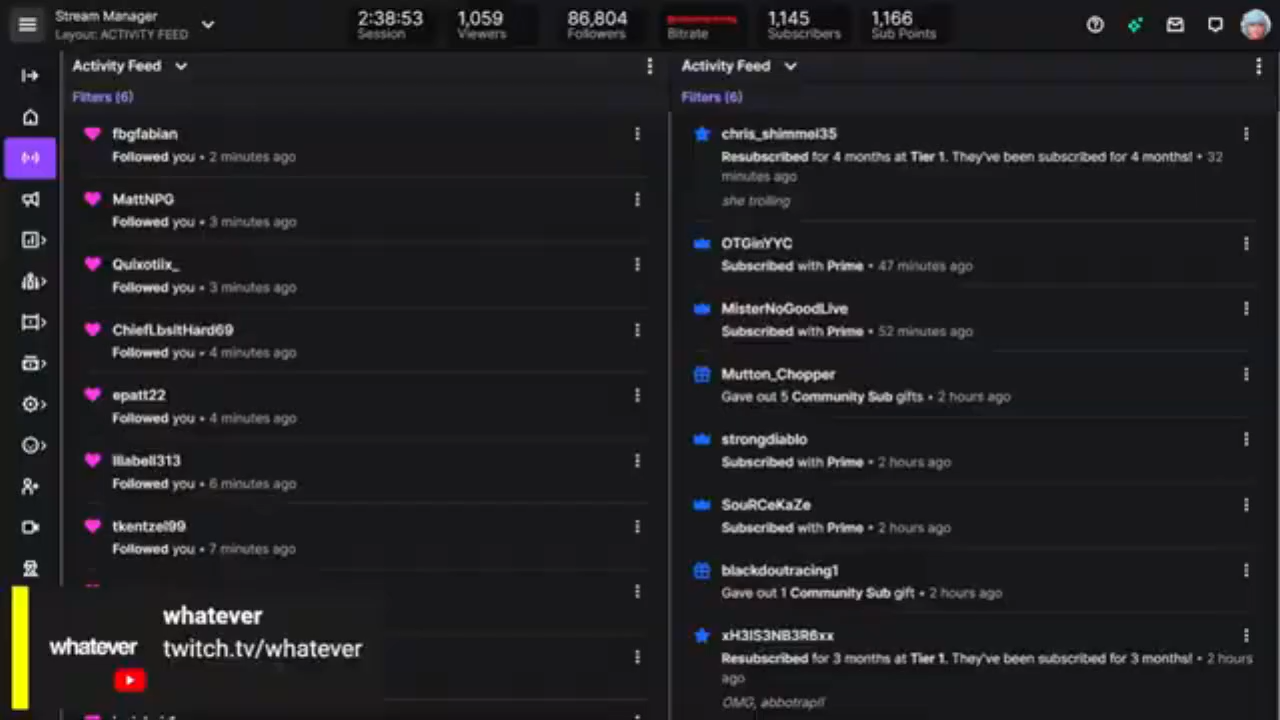 Stream Manager
Layout: ACTIVITY FEED
2:38:53
Session
1,059
Viewers
86,804
Followers
Bitrate
1,145
Subscribers
1,166
Sub Points
Activity Feed
Filters (6)
fbgfabian
Followed you • 2 minutes ago
MattNPG
Followed you • 3 minutes ago
Quixotiix_
Followed you • 3 minutes ago
ChiefLbsItHard69
Followed you • 4 minutes ago
epatt22
Followed you • 4 minutes ago
Followed you • 6 minutes ago
tkentzel99
Followed you • 7 minutes ago
Activity Feed
Filters (6)
chris_shimmel35
Resubscribed for 4 months at Tier 1. They've been subscribed for 4 months! • 32
minutes ago
she trolling
OTGinYYC
Subscribed with Prime • 47 minutes ago
MisterNoGoodLive
Subscribed with Prime • 52 minutes ago
Mutton_Chopper
Gave out 5 Community Sub gifts • 2 hours ago
strongdiablo
Subscribed with Prime • 2 hours ago
SouRCeKaZe
Subscribed with Prime • 2 hours ago
blackdoutracing1
Gave out 1 Community Sub gift • 2 hours ago
xH3lS3NB3R6xx
Resubscribed for 3 months at Tier 1. They've been subscribed for 3 months! • 2 hours
ago
OMG,
whatever
whatever
twitch.tv/whatever